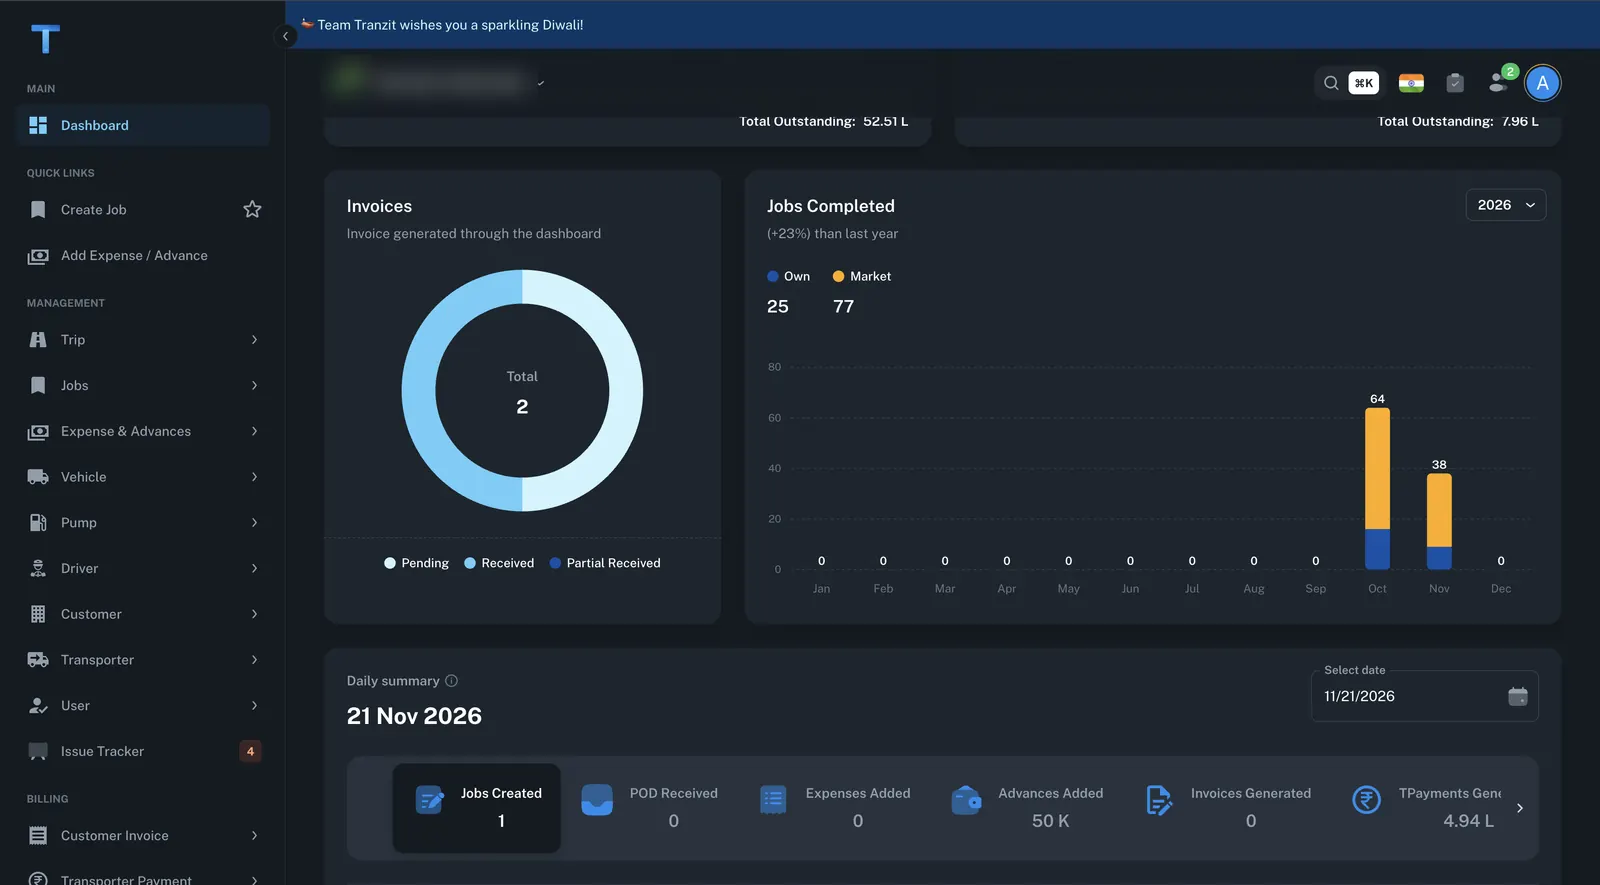 Team Tranzit wishes you a sparkling Diwali!
T
MAIN
Dashboard
QUICK LINKS
Create Job
Add Expense / Advance
MANAGEMENT
Trip
Jobs
Expense & Advances
Vehicle
Pump
Driver
Customer
Transporter
User
Issue Tracker 4
BILLING
Customer Invoice
Transporter Payment
⌘K
2
A
Total Outstanding: 52.51 L
Total Outstanding: 7.96 L
Invoices
Invoice generated through the dashboard
Total
2
Pending Received Partial Received
Jobs Completed
(+23%) than last year
2026
Own Market
25 77
80
60
40
20
0
64
38
0 0 0 0 0 0 0 0 0 0
Jan Feb Mar Apr May Jun Jul Aug Sep Oct Nov Dec
Daily summary
21 Nov 2026
Select date
11/21/2026
Jobs Created
1
POD Received
0
Expenses Added
0
Advances Added
50 K
Invoices Generated
0
TPayments Gene
4.94 L